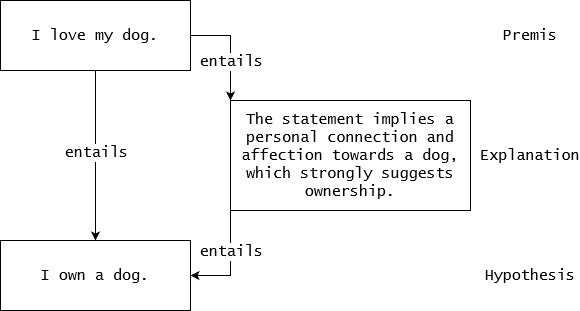 I love my dog.
Premis
entails
The statement implies a
personal connection and
affection towards a dog,
which strongly suggests
ownership.
Explanation
entails
entails
I own a dog.
Hypothesis